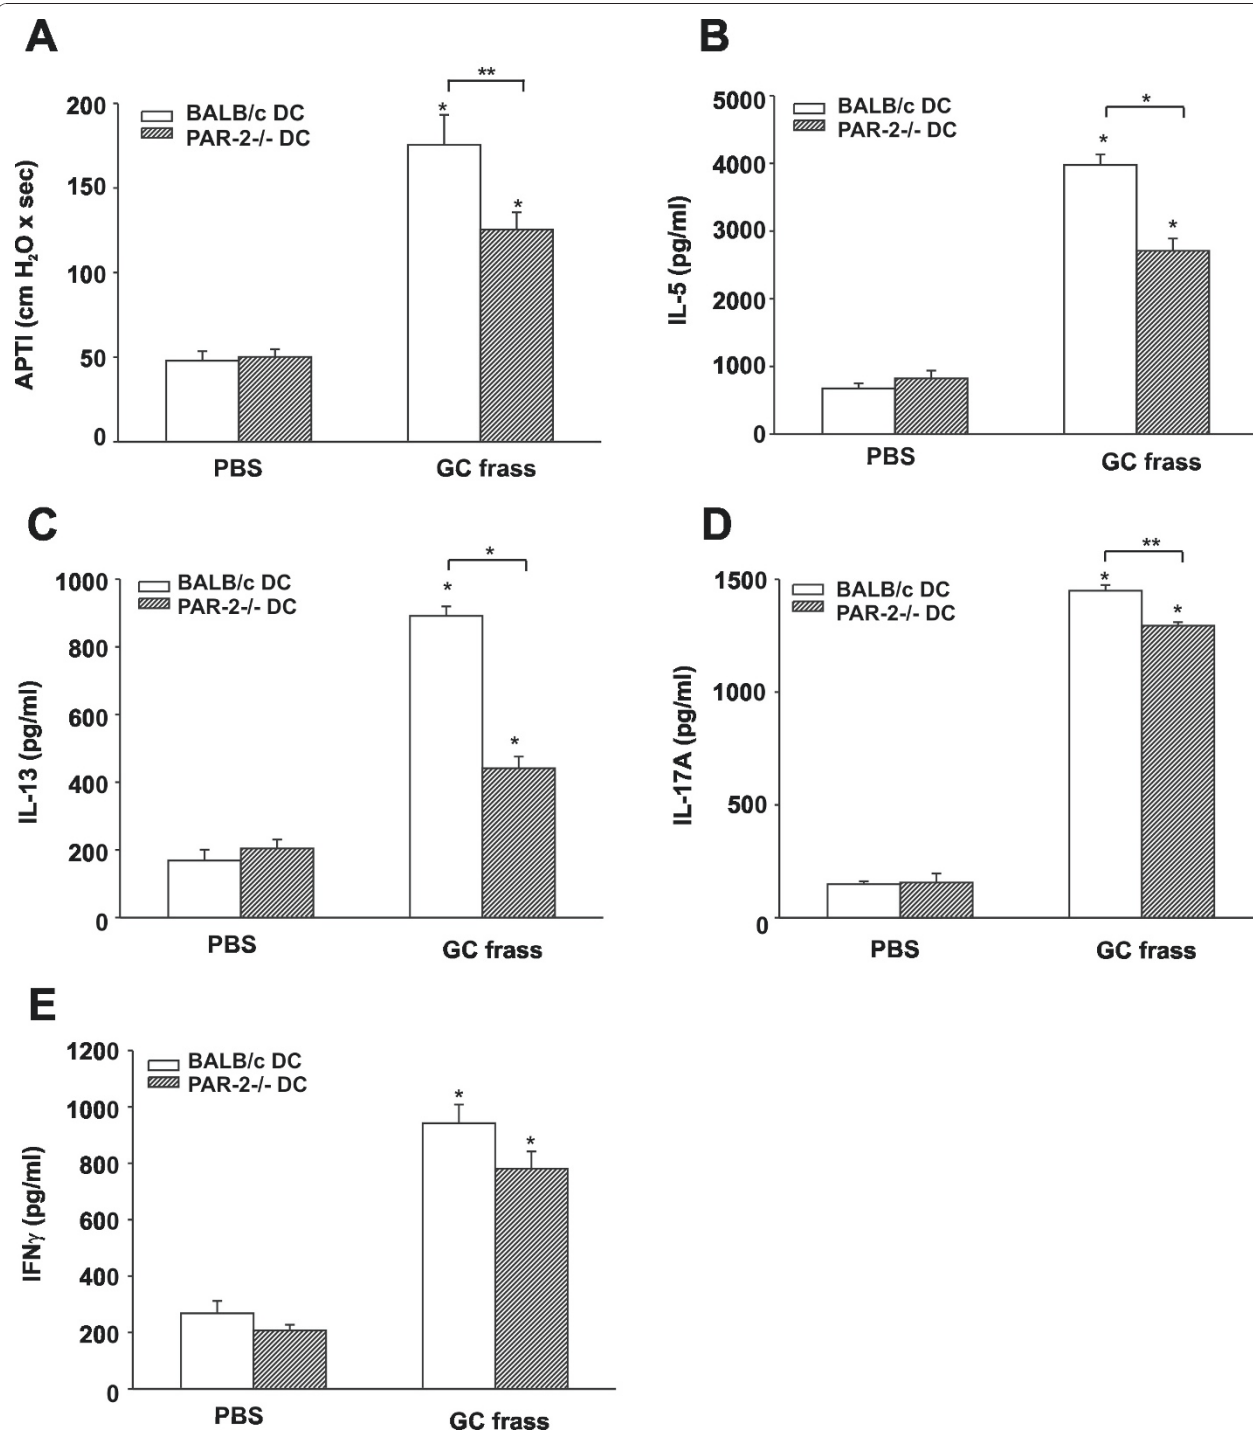 A
**
*
200
BALB/c DC
PAR-2-/- DC
150
*
100
50
0
APTI (cm H₂O x sec)
PBS
GC frass
B
*
5000
BALB/c DC
PAR-2-/- DC
*
4000
3000
*
2000
1000
0
IL-5 (pg/ml)
PBS
GC frass
C
*
1000
BALB/c DC
PAR-2-/- DC
*
800
600
*
400
200
0
IL-13 (pg/ml)
PBS
GC frass
D
**
1500
BALB/c DC
PAR-2-/- DC
*
*
1000
500
0
IL-17A (pg/ml)
PBS
GC frass
E
1200
BALB/c DC
PAR-2-/- DC
*
1000
*
800
600
400
200
0
IFNγ (pg/ml)
PBS
GC frass